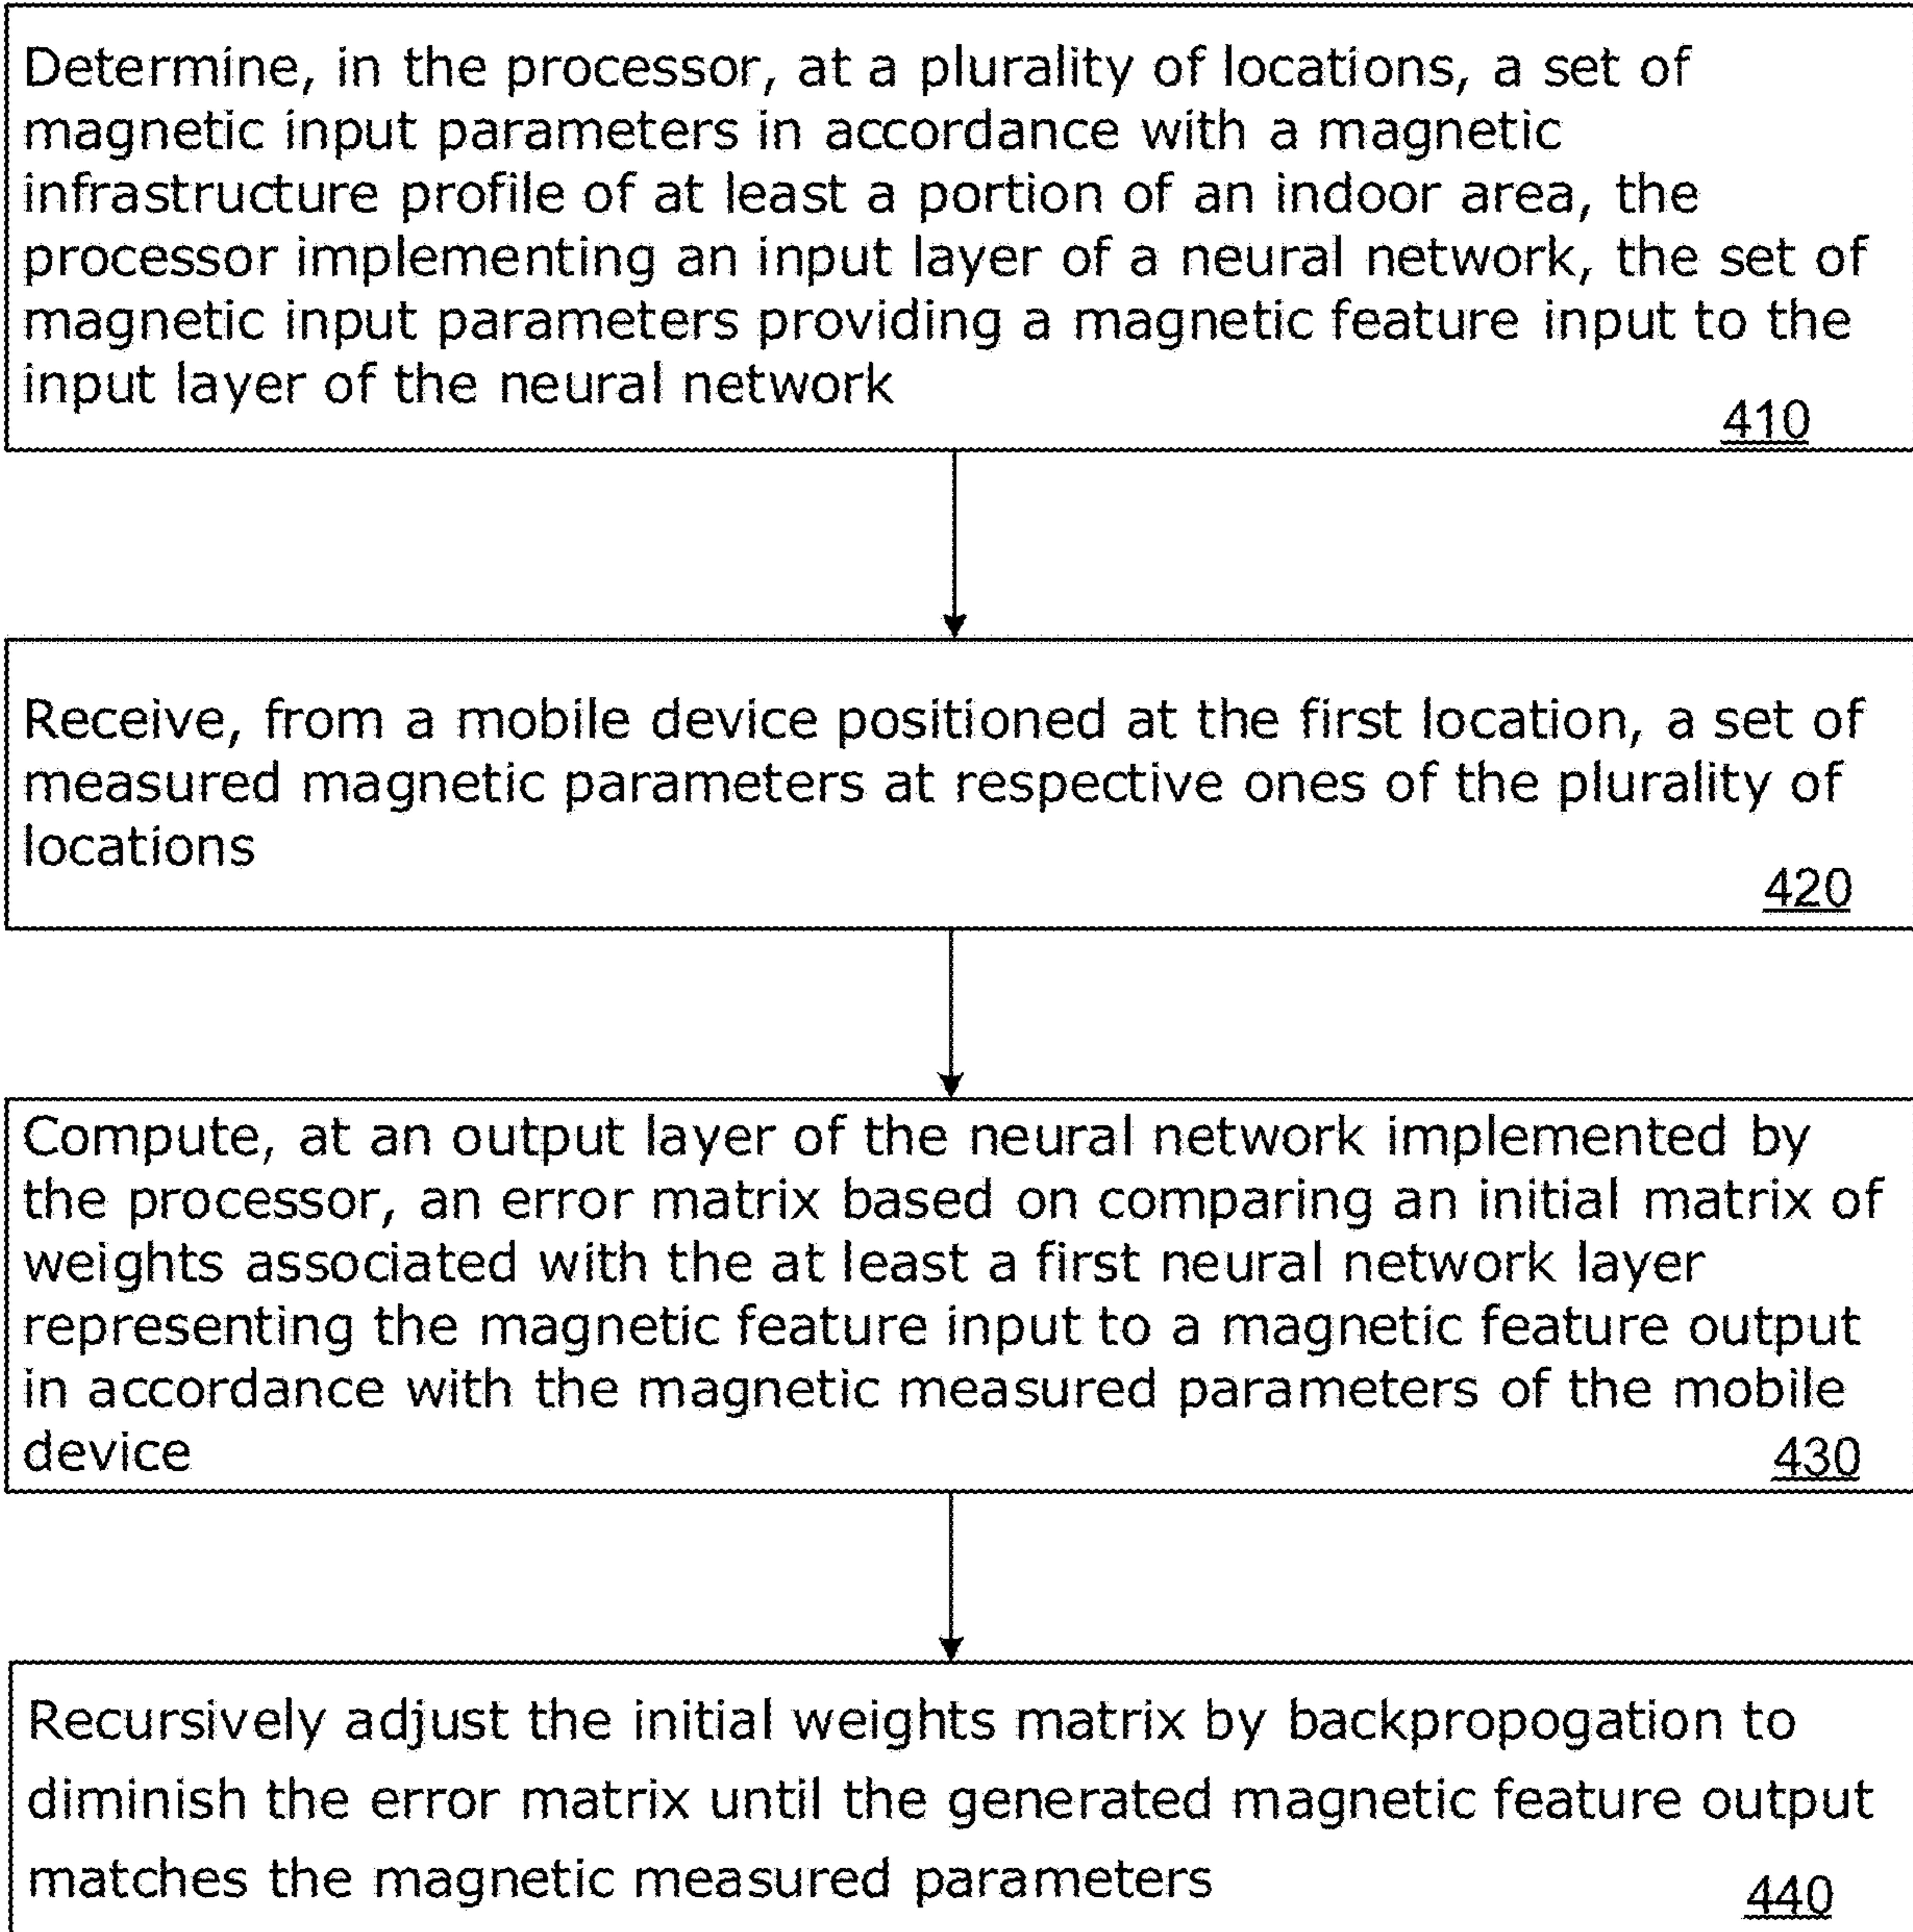 Determine, in the processor, at a plurality of locations, a set of
magnetic input parameters in accordance with a magnetic
infrastructure profile of at least a portion of an indoor area, the
processor implementing an input layer of a neural network, the set of
magnetic input parameters providing a magnetic feature input to the
input layer of the neural network
410
Receive, from a mobile device positioned at the first location, a set of
measured magnetic parameters at respective ones of the plurality of
locations
420
Compute, at an output layer of the neural network implemented by
the processor, an error matrix based on comparing an initial matrix of
weights associated with the at least a first neural network layer
representing the magnetic feature input to a magnetic feature output
in accordance with the magnetic measured parameters of the mobile
device
430
Recursively adjust the initial weights matrix by backpropogation to
diminish the error matrix until the generated magnetic feature output
matches the magnetic measured parameters
440